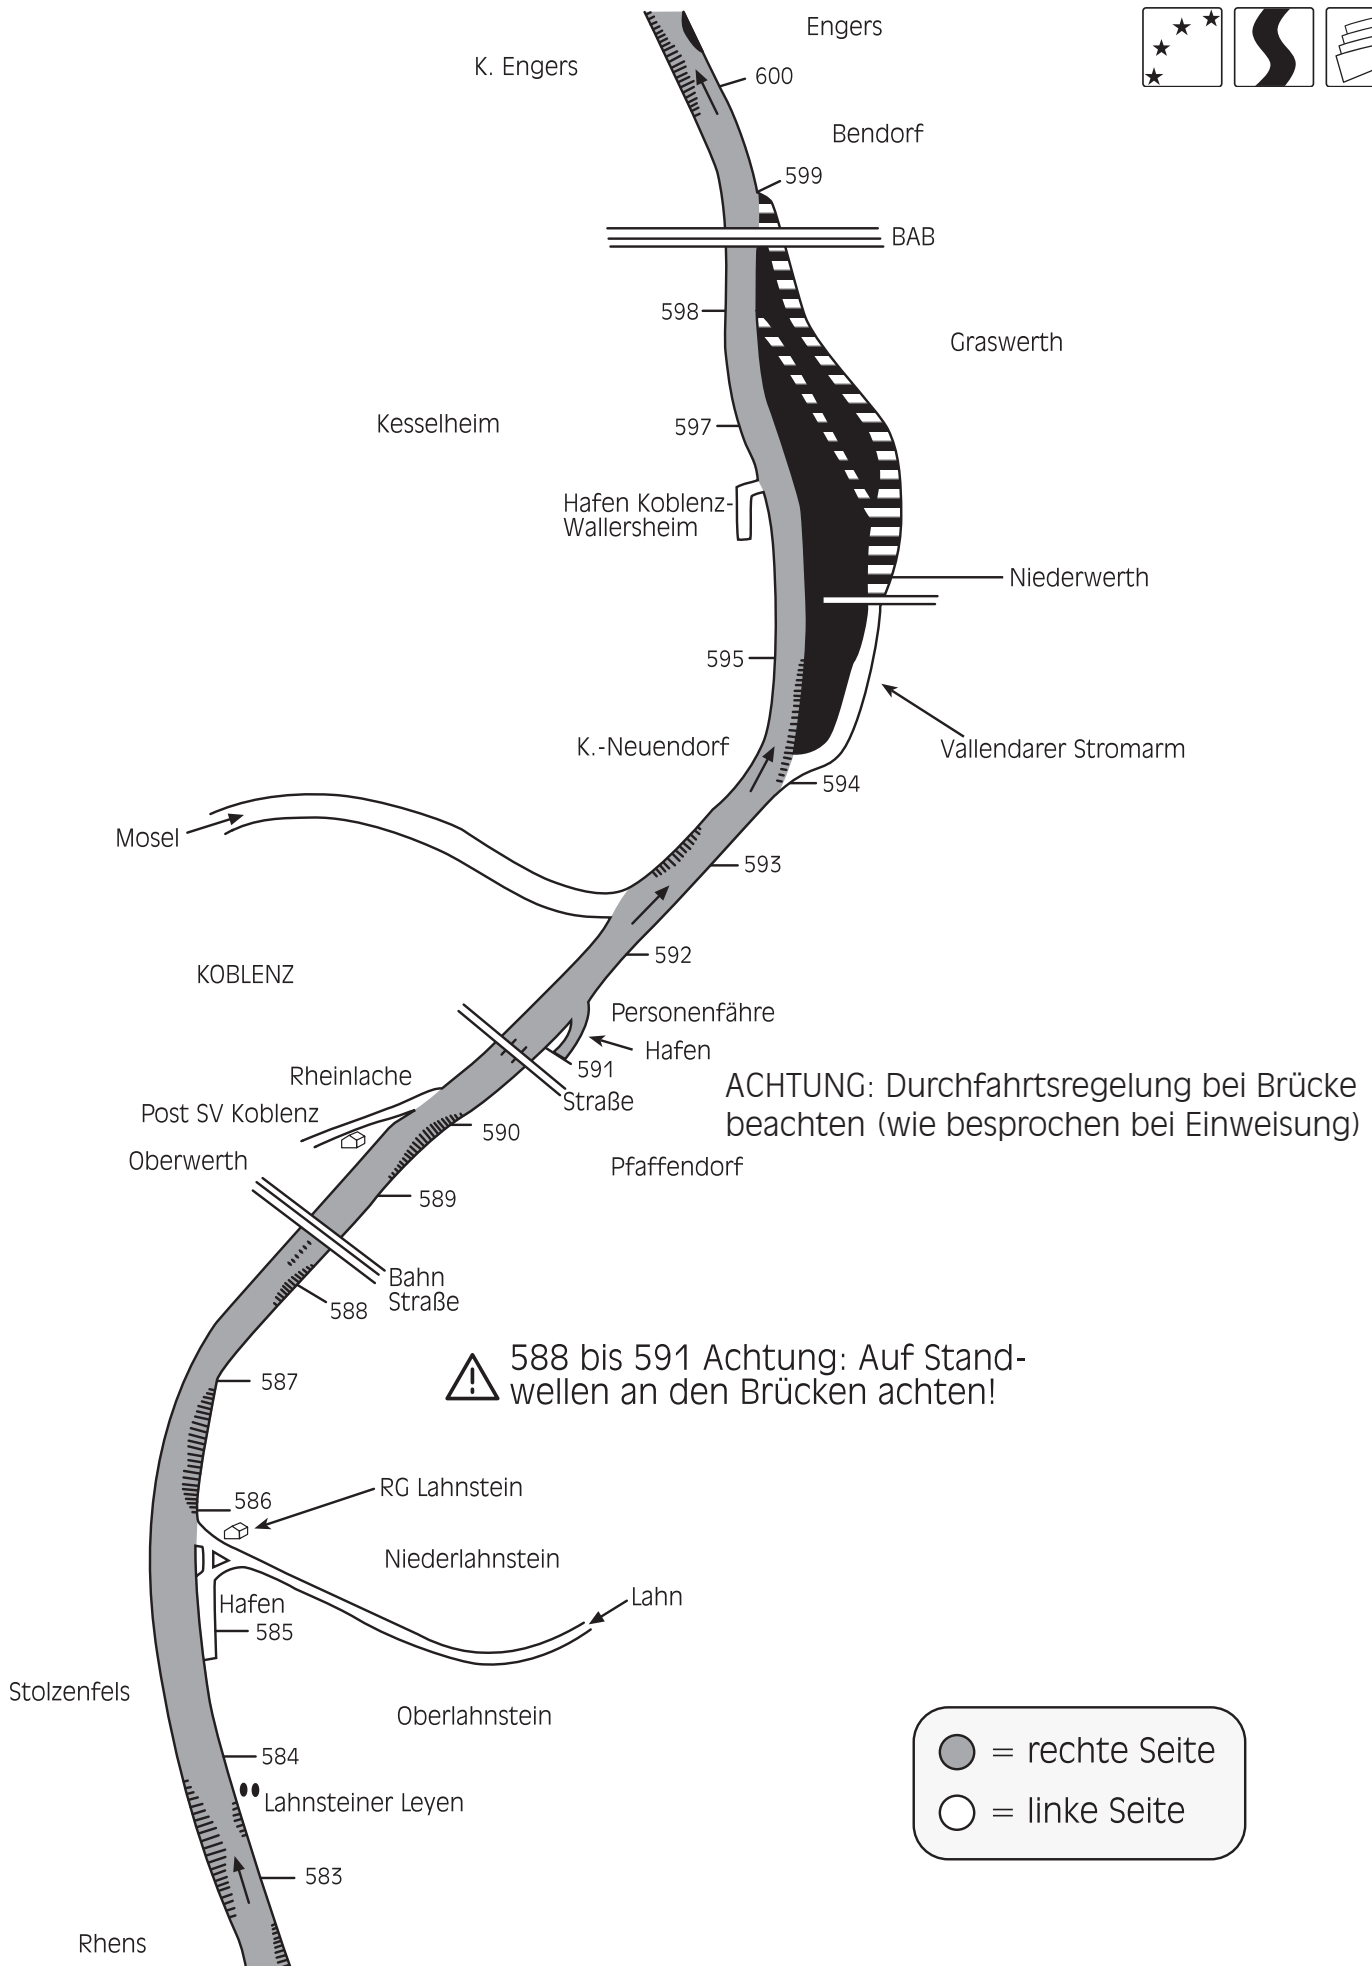 Engers
K. Engers
600
Bendorf
599
BAB
598
Graswerth
Kesselheim
597
Hafen Koblenz-
Wallersheim
Niederwerth
595
K.-Neuendorf
Vallendarer Stromarm
594
Mosel
593
592
KOBLENZ
Personenfähre
Hafen
591
Rheinlache
Straße
ACHTUNG: Durchfahrtsregelung bei Brücke
beachten (wie besprochen bei Einweisung)
Post SV Koblenz
590
Oberwerth
Pfaffendorf
589
Bahn
Straße
588
588 bis 591 Achtung: Auf Stand-
wellen an den Brücken achten!
587
RG Lahnstein
586
Niederlahnstein
Lahn
Hafen
585
Stolzenfels
Oberlahnstein
584
= rechte Seite
Lahnsteiner Leyen
= linke Seite
583
Rhens